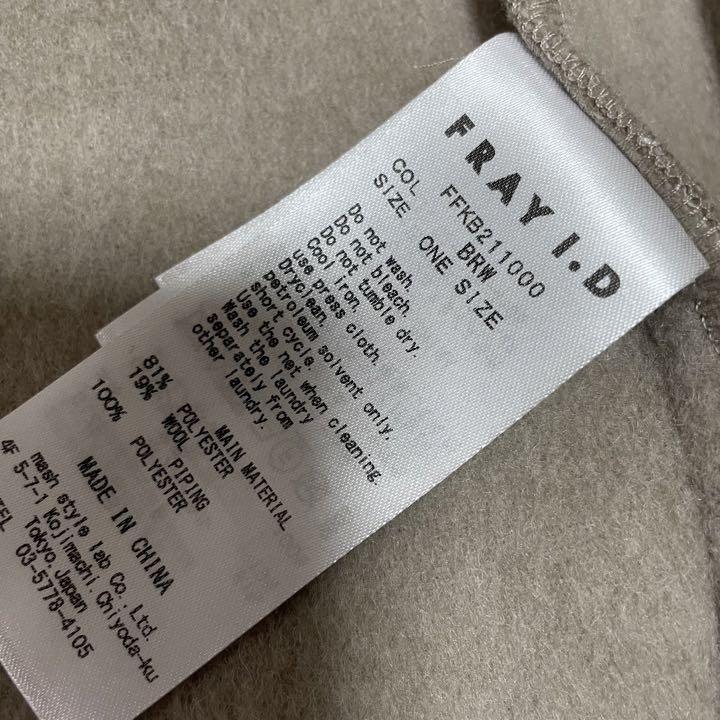 FRAY I.D
FFKB211000
COL BRW
SIZE ONE SIZE
Do not wash.
Do not bleach.
Do not tumble dry.
Cool iron.
use press cloth.
Dryclean.
petroleum solvent only,
short cycle.
Use the net when cleaning.
Wash the laundry
separately from
other laundry.
MAIN MATERIAL
81% POLYESTER
19% WOOL
PIPING
100% POLYESTER
MADE IN CHINA
mash style lab Co.,Ltd.
4F 5-7-1 Kojimachi.Chiyoda-ku
Tokyo.Japan
TEL 03-5778-4105